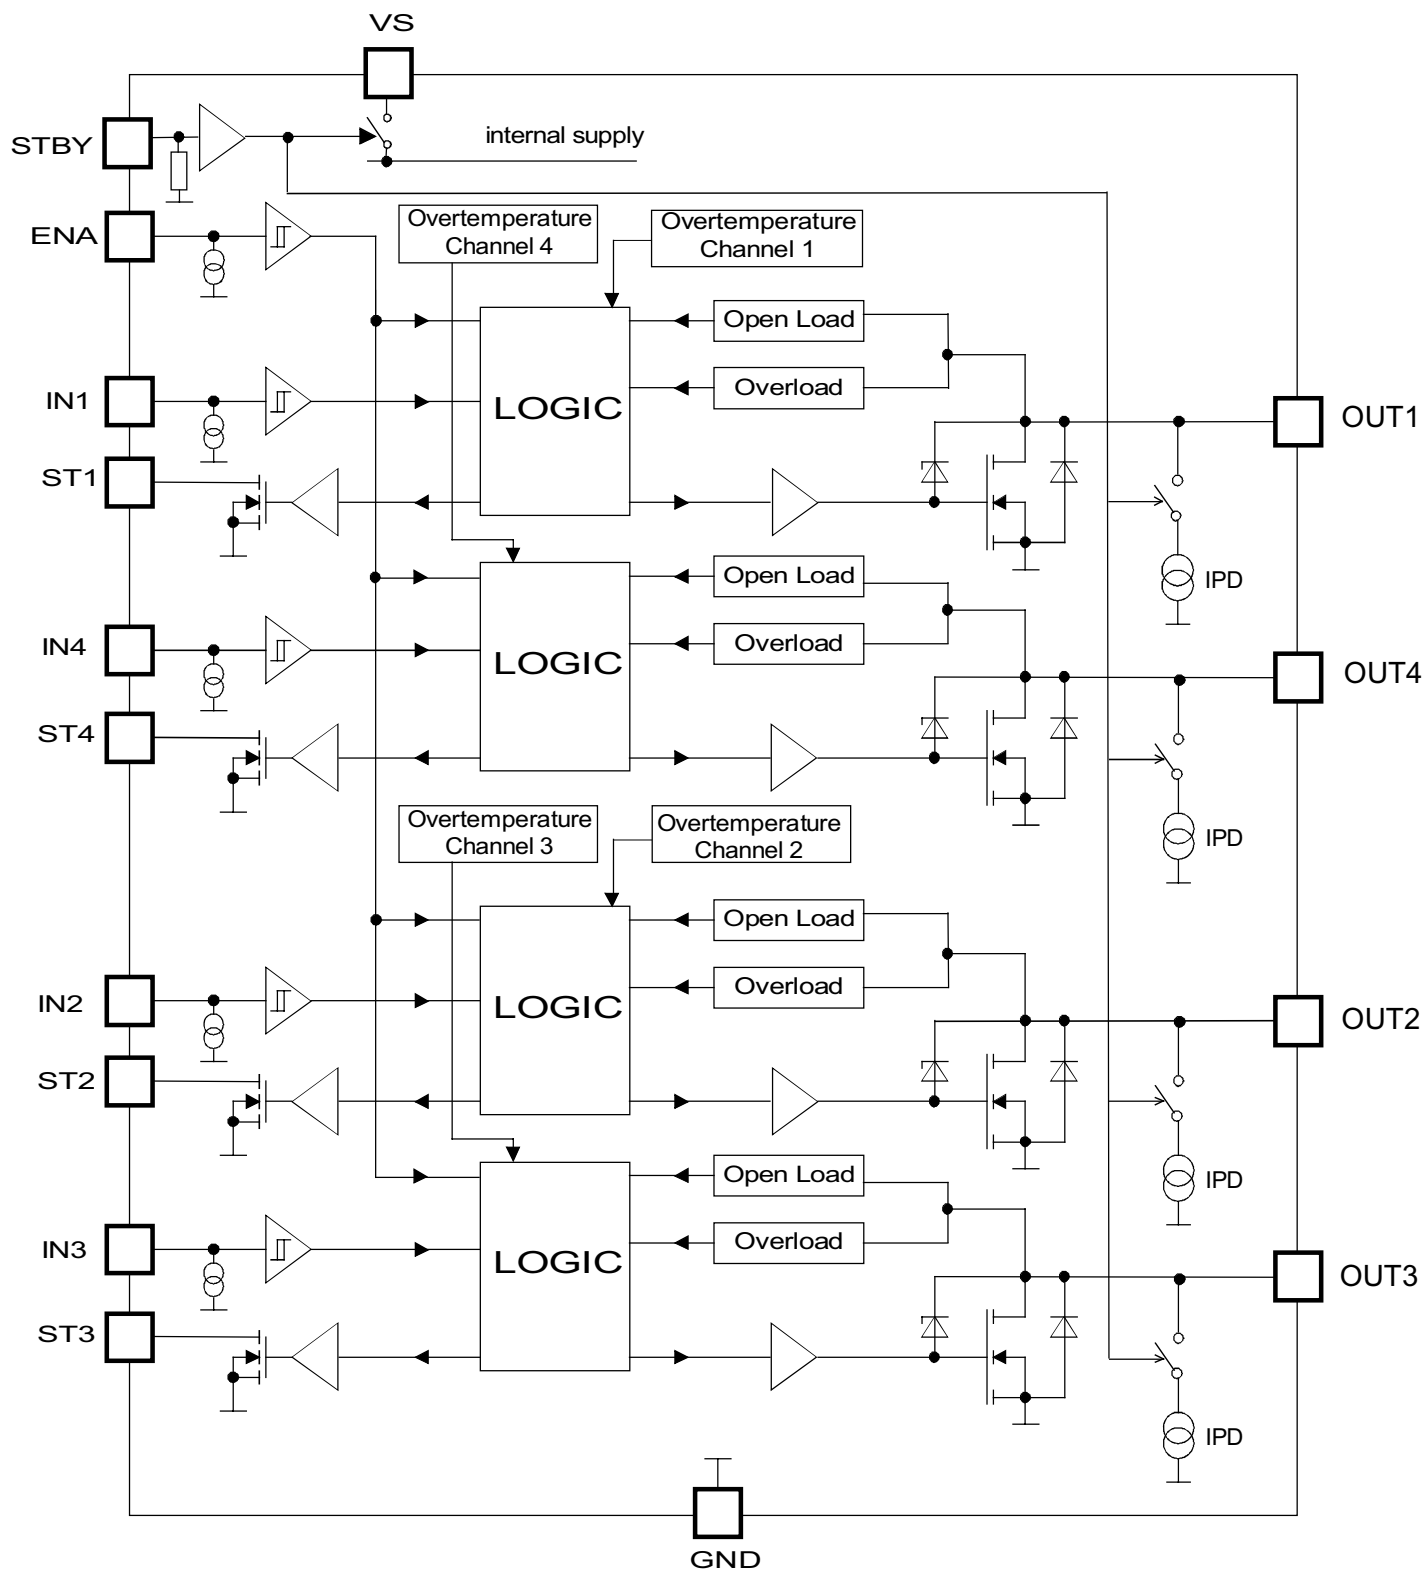 VS
STBY
internal supply
ENA
Overtemperature
Channel 4
Overtemperature
Channel 1
Open Load
IN1
LOGIC
Overload
OUT1
ST1
Open Load
IPD
IN4
LOGIC
Overload
OUT4
ST4
Overtemperature
Channel 3
Overtemperature
Channel 2
IPD
Open Load
IN2
LOGIC
Overload
OUT2
ST2
Open Load
IPD
IN3
LOGIC
Overload
OUT3
ST3
IPD
GND